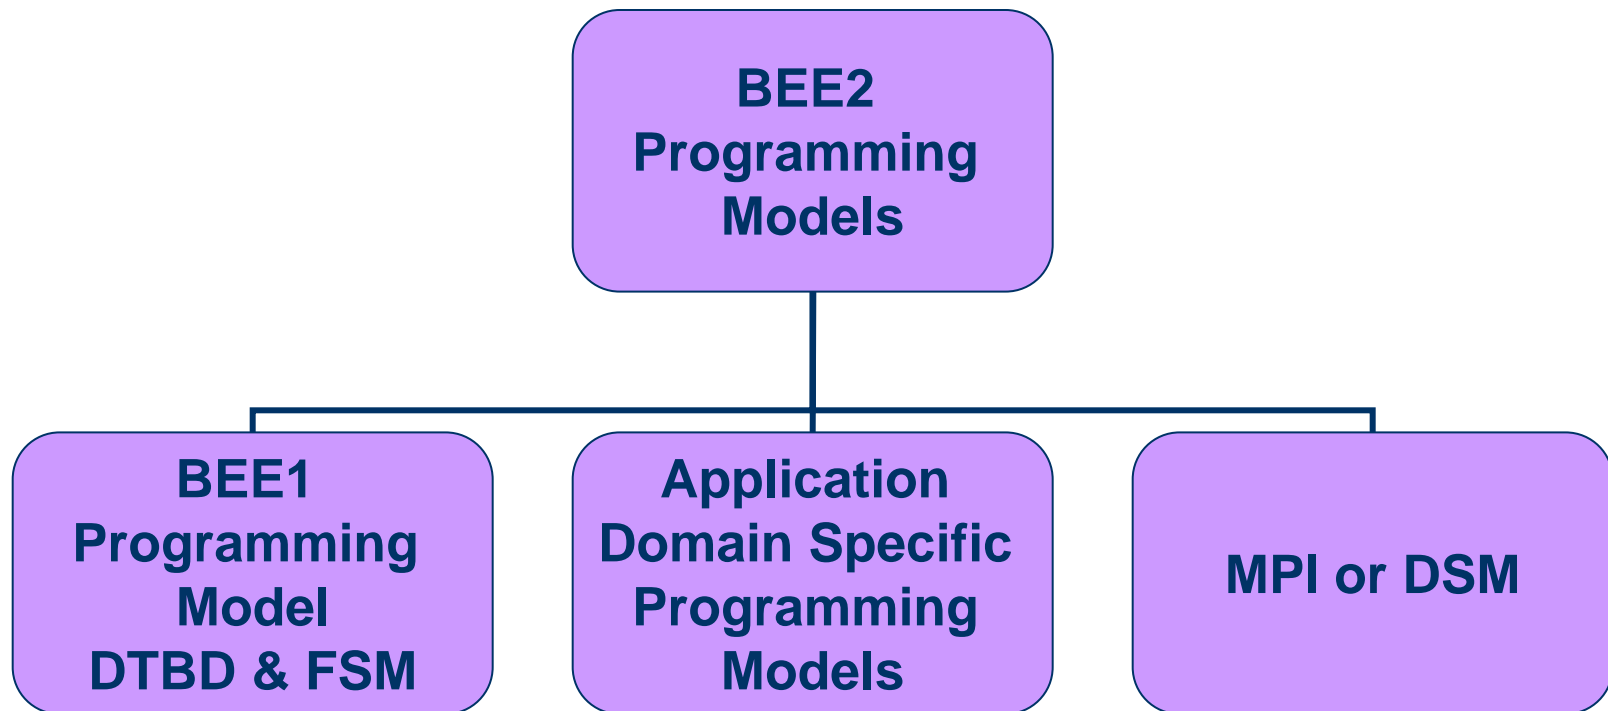 BEE2
Programming
Models
BEE1
Programming
Model
DTBD & FSM
Application
Domain Specific
Programming
Models
MPI or DSM